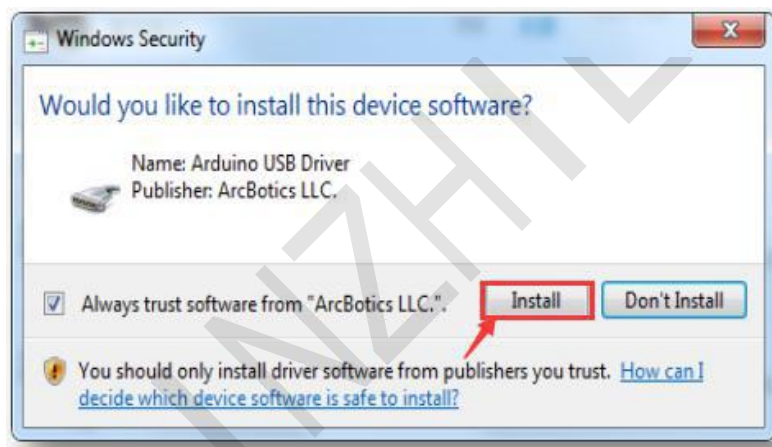 Windows Security
Would you like to install this device software?
Name: Arduino USB Driver
Publisher: ArcBotics LLC.
Always trust software from "ArcBotics LLC.".
Install
Don't Install
You should only install driver software from publishers you trust. How can I
decide which device software is safe to install?
INZHIL